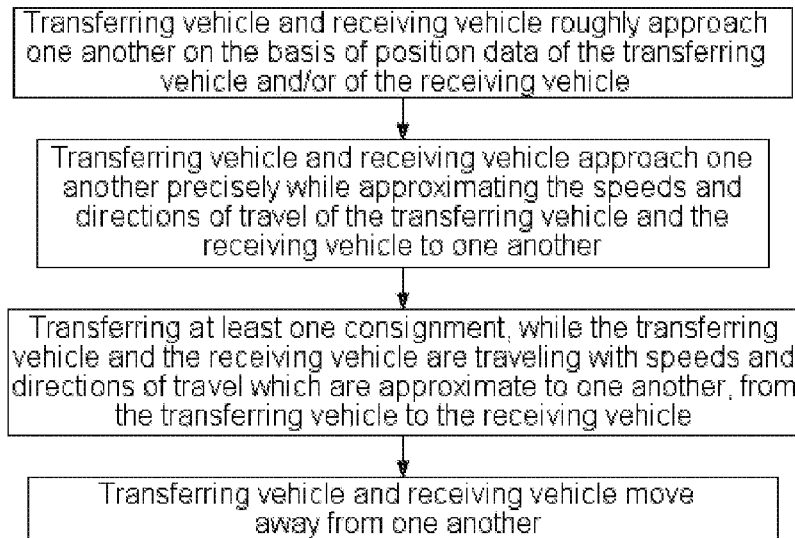 Transferring vehicle and receiving vehicle roughly approach
one another on the basis of position data of the transferring
vehicle and/or of the receiving vehicle
Transferring vehicle and receiving vehicle approach one
another precisely while approximating the speeds and
directions of travel of the transferring vehicle and the
receiving vehicle to one another
Transferring at least one consignment, while the transferring
vehicle and the receiving vehicle are traveling with speeds and
directions of travel which are approximate to one another, from
the transferring vehicle to the receiving vehicle
Transferring vehicle and receiving vehicle move
away from one another